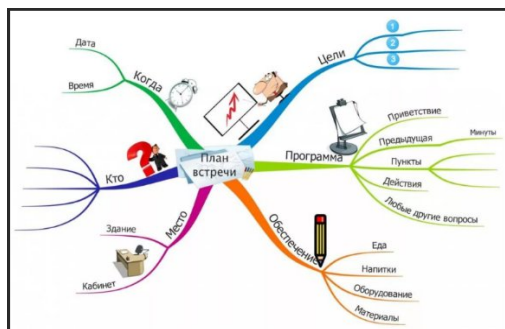 План
встречи
Цели
1
2
3
Программа
Приветствие
Предыдущая
Минуты
Пункты
Действия
Любые другие вопросы
Обеспечение
Еда
Напитки
Оборудование
Материалы
Место
Здание
Кабинет
Кто
Когда
Дата
Время